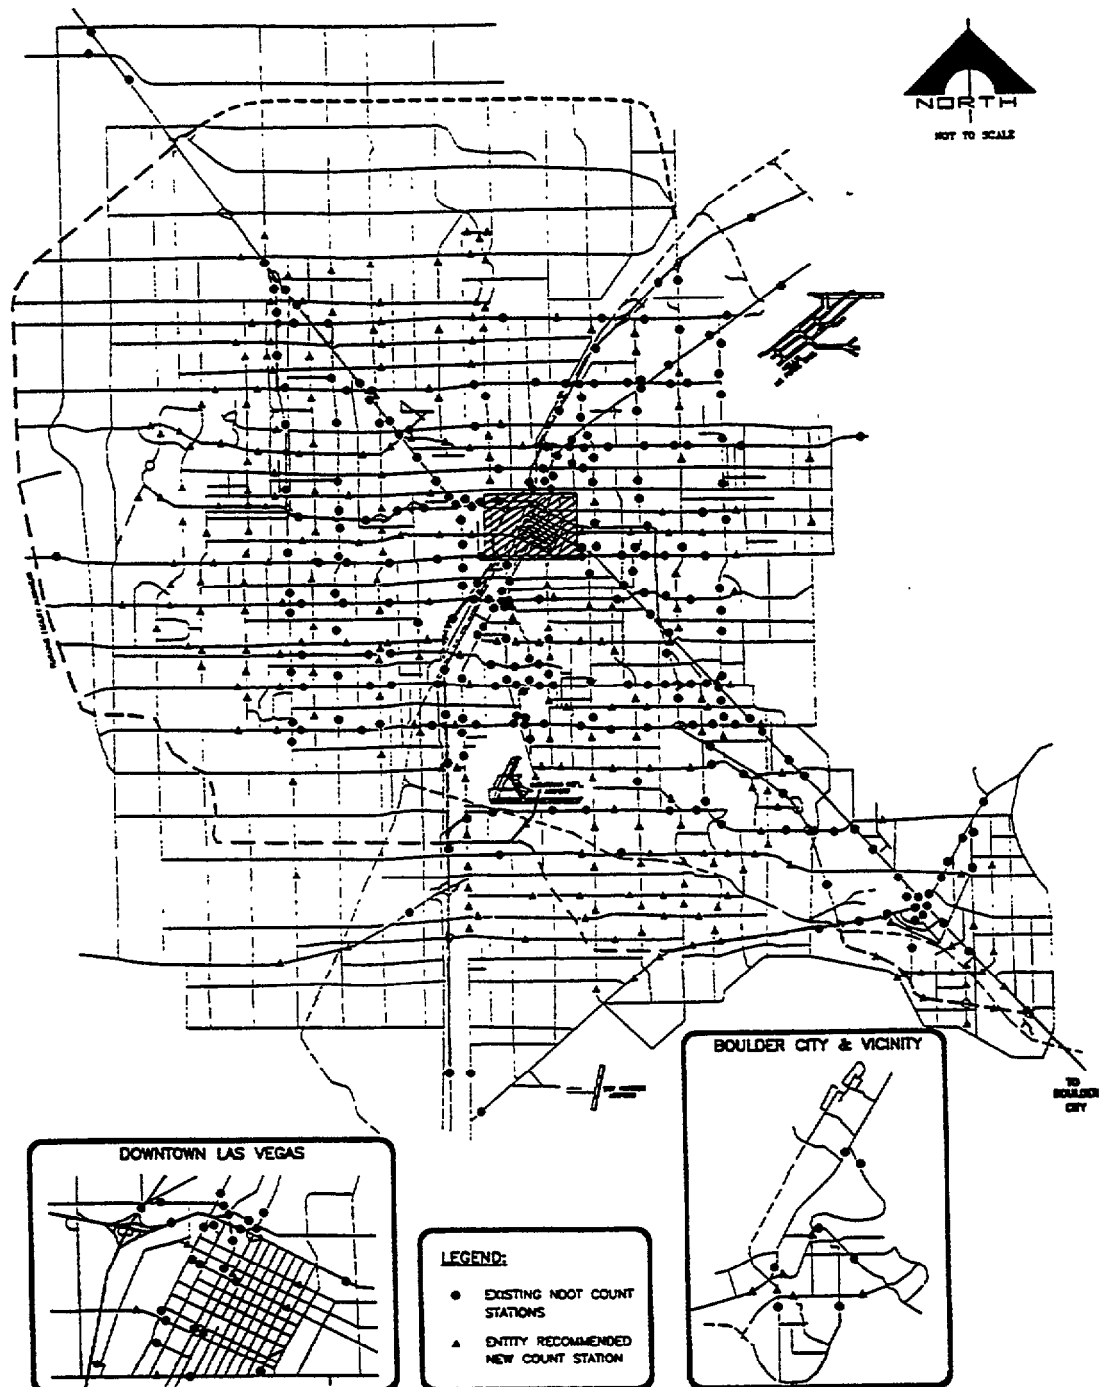 NORTH
NOT TO SCALE
TO
BOULDER
CITY
BOULDER CITY & VICINITY
DOWNTOWN LAS VEGAS
LEGEND:
EXISTING NDOT COUNT
STATIONS
ENTITY RECOMMENDED
NEW COUNT STATION